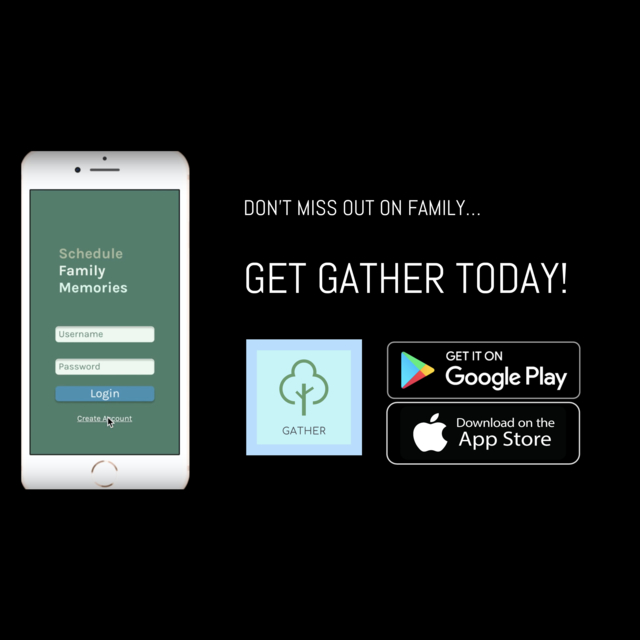 Schedule
Family
Memories
Username
Password
Login
Create Account
DON'T MISS OUT ON FAMILY...
GET GATHER TODAY!
GATHER
GET IT ON
Google Play
Download on the
App Store